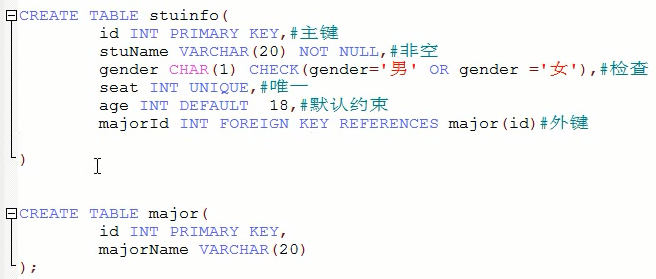 CREATE TABLE stuinfo(
id INT PRIMARY KEY,#主键
stuName VARCHAR(20) NOT NULL,#非空
gender CHAR(1) CHECK(gender='男' OR gender ='女'),#检查
seat INT UNIQUE,#唯一
age INT DEFAULT  18,#默认约束
majorId INT FOREIGN KEY REFERENCES major(id)#外键
)
CREATE TABLE major(
id INT PRIMARY KEY,
majorName VARCHAR(20)
);